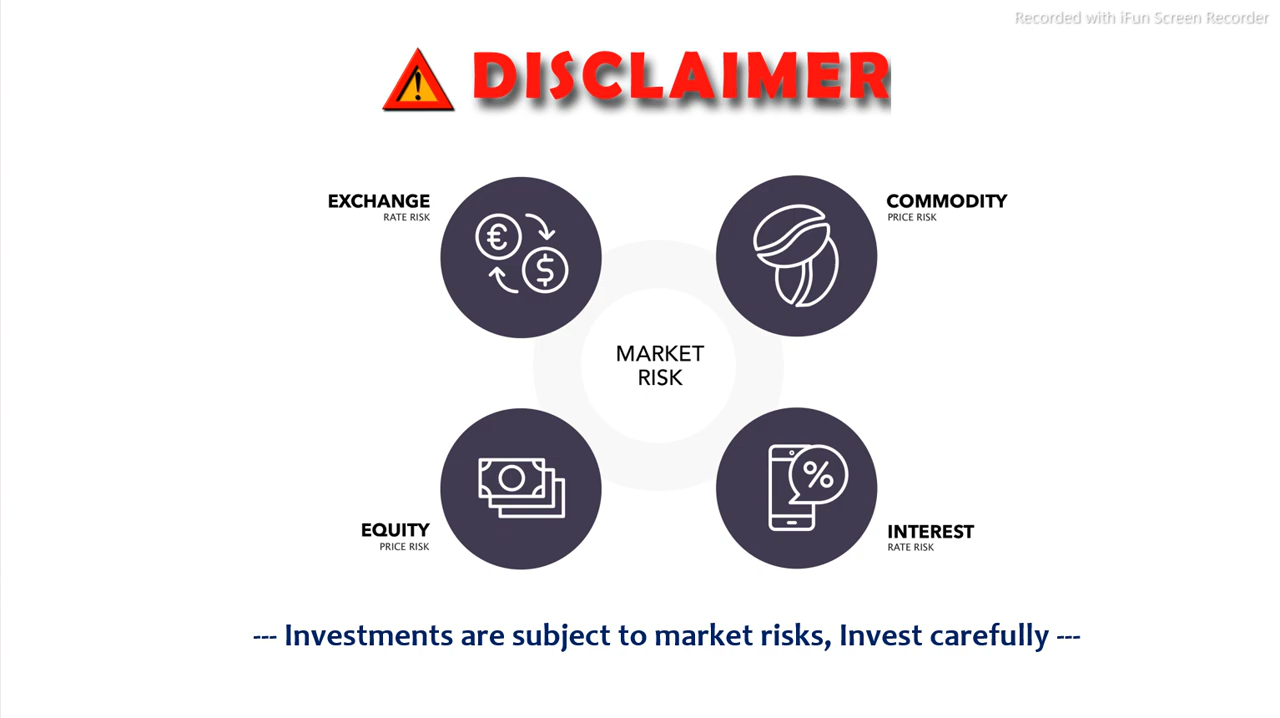 Recorded with iFun Screen Recorder
DISCLAIMER
EXCHANGE
RATE RISK
COMMODITY
PRICE RISK
€
$
MARKET
RISK
%
EQUITY
PRICE RISK
INTEREST
RATE RISK
--- Investments are subject to market risks, Invest carefully ---